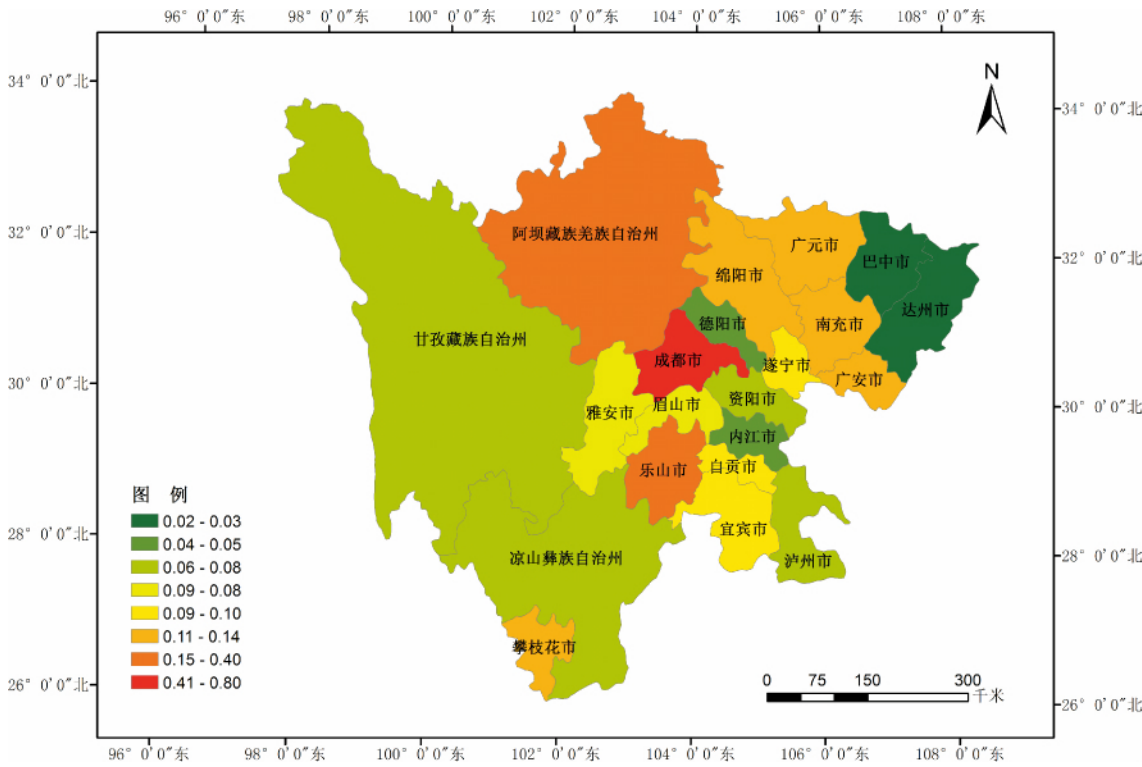 96° 0'0"东
98° 0'0"东
100° 0'0"东
102° 0'0"东
104° 0'0"东
106° 0'0"东
108° 0'0"东
34° 0'0"北
34° 0'0"北
N
阿坝藏族羌族自治州
广元市
32° 0'0"北
巴中市
绵阳市
32° 0'0"北
达州市
德阳市
南充市
甘孜藏族自治州
成都市
遂宁市
30° 0'0"北
广安市
资阳市
眉山市
30° 0'0"北
雅安市
内江市
自贡市
乐山市
图 例
0.02 - 0.03
28° 0'0"北
宜宾市
0.04 - 0.05
凉山彝族自治州
28° 0'0"北
泸州市
0.06 - 0.08
0.09 - 0.08
0.09 - 0.10
0.11 - 0.14
攀枝花市
0.15 - 0.40
0.41 - 0.80
26° 0'0"北
0 75 150 300
千米
26° 0'0"北
96° 0'0"东
98° 0'0"东
100° 0'0"东
102° 0'0"东
104° 0'0"东
106° 0'0"东
108° 0'0"东